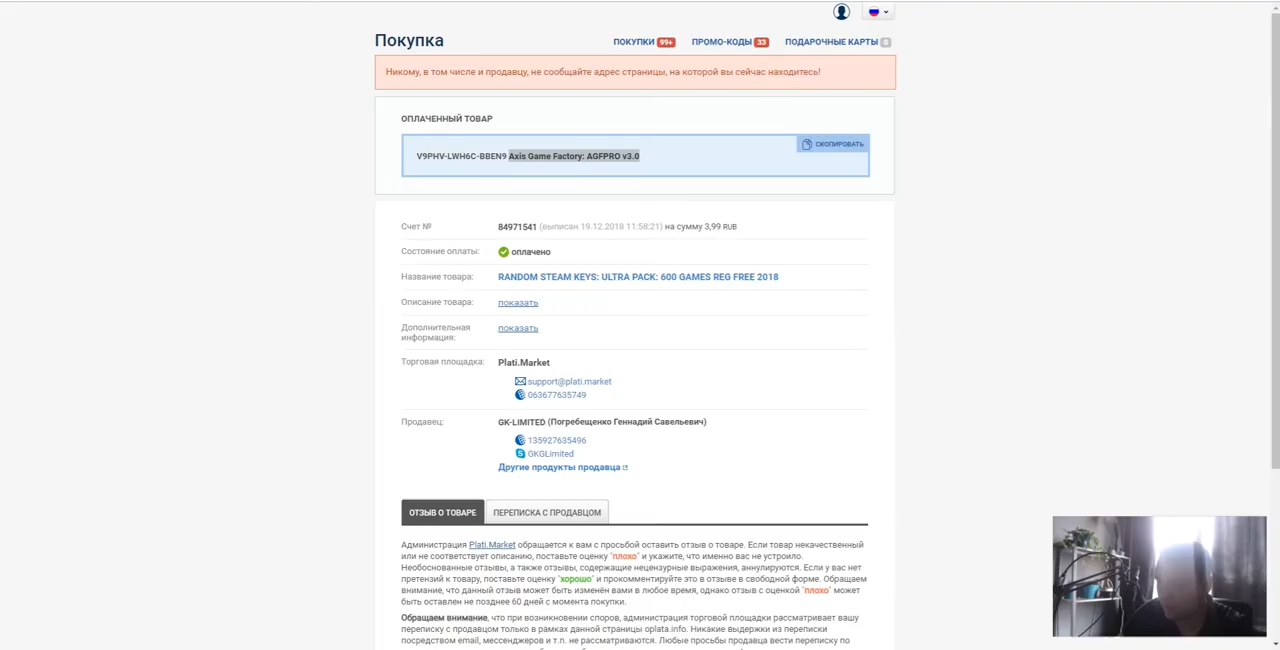 Покупка
ПОКУПКИ 99+ ПРОМО-КОДЫ 33 ПОДАРОЧНЫЕ КАРТЫ 0
Никому, в том числе и продавцу, не сообщайте адрес страницы, на которой вы сейчас находитесь!
ОПЛАЧЕННЫЙ ТОВАР
СКОПИРОВАТЬ
V9PHV-LWH6C-BBEN9 Axis Game Factory: AGFPRO v3.0
Счет № 84971541 (выписан 19.12.2018 11:58:21) на сумму 3,99 RUB
Состояние оплаты: оплачено
Название товара: RANDOM STEAM KEYS: ULTRA PACK: 600 GAMES REG FREE 2018
Описание товара: показать
Дополнительная информация: показать
Торговая площадка: Plati.Market
support@plati.market
063677635749
Продавец: GK-LIMITED (Погребещенко Геннадий Савельевич)
135927635496
GKGLimited
Другие продукты продавца
ОТЗЫВ О ТОВАРЕ ПЕРЕПИСКА С ПРОДАВЦОМ
Администрация Plati.Market обращается к вам с просьбой оставить отзыв о товаре. Если товар некачественный
или не соответствует описанию, поставьте оценку "плохо" и укажите, что именно вас не устроило.
Необоснованные отзывы, а также отзывы, содержащие нецензурные выражения, аннулируются. Если у вас нет
претензий к товару, поставьте оценку "хорошо" и прокомментируйте это в отзыве в свободной форме. Обращаем
внимание, что данный отзыв может быть изменён вами в любое время, однако отзыв с оценкой "плохо" может
быть оставлен не позднее 60 дней с момента покупки.
Обращаем внимание, что при возникновении споров, администрация торговой площадки рассматривает вашу
переписку с продавцом только в рамках данной страницы oplata.info. Никакие выдержки из переписки
посредством email, мессенджеров и т.п. не рассматриваются. Любые просьбы продавца вести переписку по